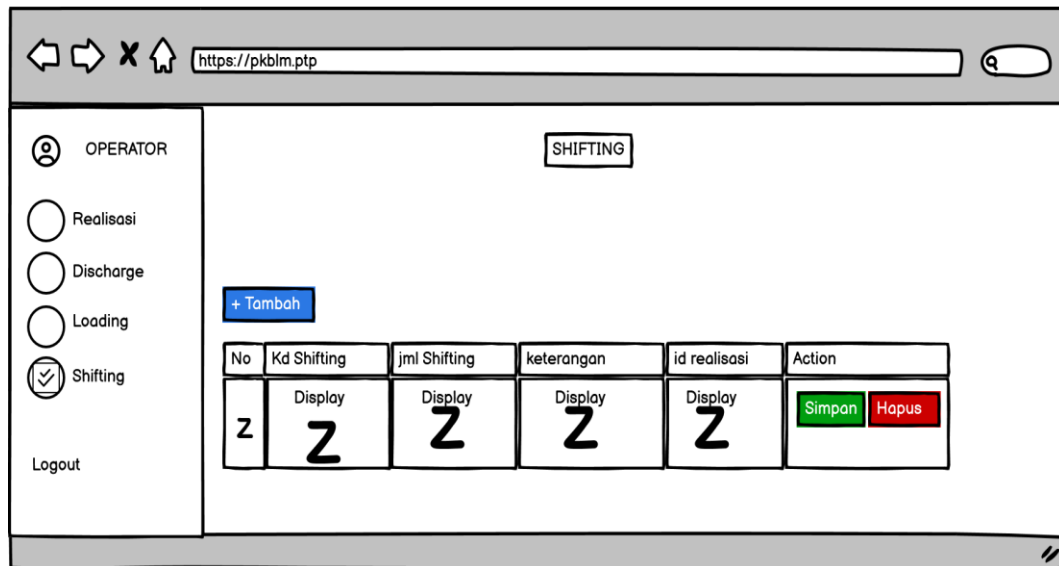 https://pkblm.ptp
OPERATOR
SHIFTING
Realisasi
Discharge
Loading
Shifting
Logout
+ Tambah
No Kd Shifting jml Shifting keterangan id realisasi Action
Display Display Display Display Simpan Hapus
Z Z Z Z Z